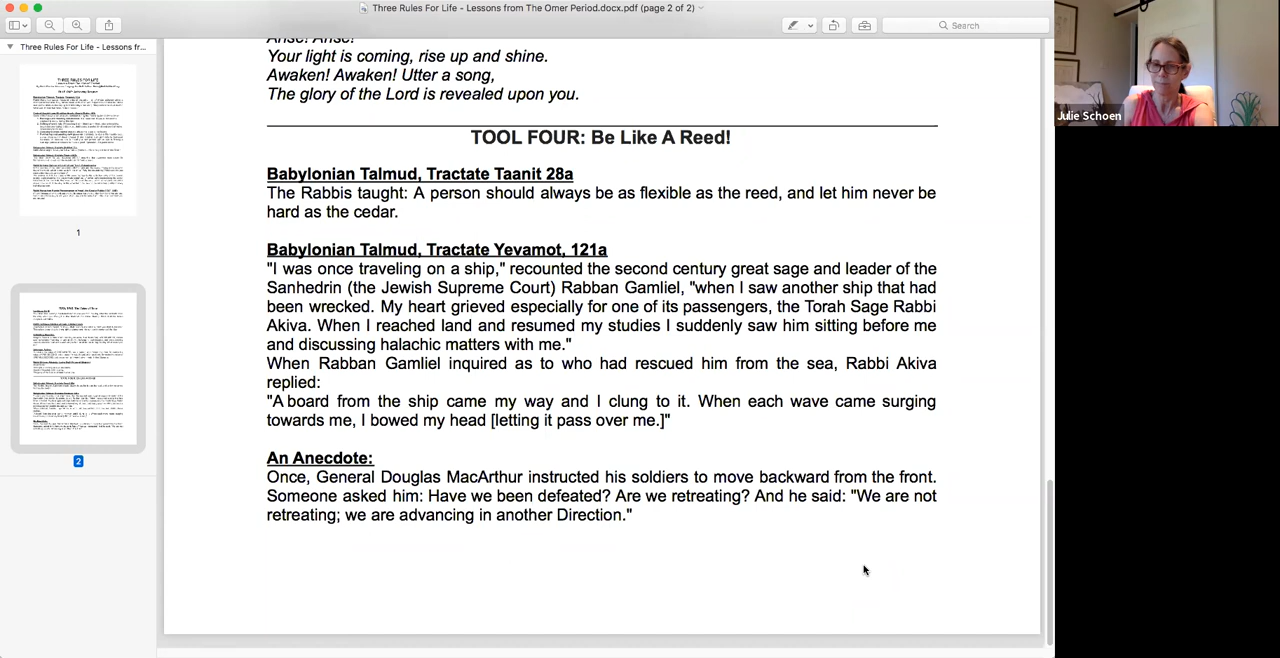 Three Rules For Life - Lessons from The Omer Period.docx.pdf (page 2 of 2)
Search
Three Rules For Life - Lessons fr...
1
2
Arise! Arise!
Your light is coming, rise up and shine.
Awaken! Awaken! Utter a song,
The glory of the Lord is revealed upon you.
TOOL FOUR: Be Like A Reed!
Babylonian Talmud, Tractate Taanit 28a
The Rabbis taught: A person should always be as flexible as the reed, and let him never be
hard as the cedar.
Babylonian Talmud, Tractate Yevamot, 121a
"I was once traveling on a ship," recounted the second century great sage and leader of the
Sanhedrin (the Jewish Supreme Court) Rabban Gamliel, "when I saw another ship that had
been wrecked. My heart grieved especially for one of its passengers, the Torah Sage Rabbi
Akiva. When I reached land and resumed my studies I suddenly saw him sitting before me
and discussing halachic matters with me."
When Rabban Gamliel inquired as to who had rescued him from the sea, Rabbi Akiva
replied:
"A board from the ship came my way and I clung to it. When each wave came surging
towards me, I bowed my head [letting it pass over me.]"
An Anecdote:
Once, General Douglas MacArthur instructed his soldiers to move backward from the front.
Someone asked him: Have we been defeated? Are we retreating? And he said: "We are not
retreating; we are advancing in another Direction."
Julie Schoen